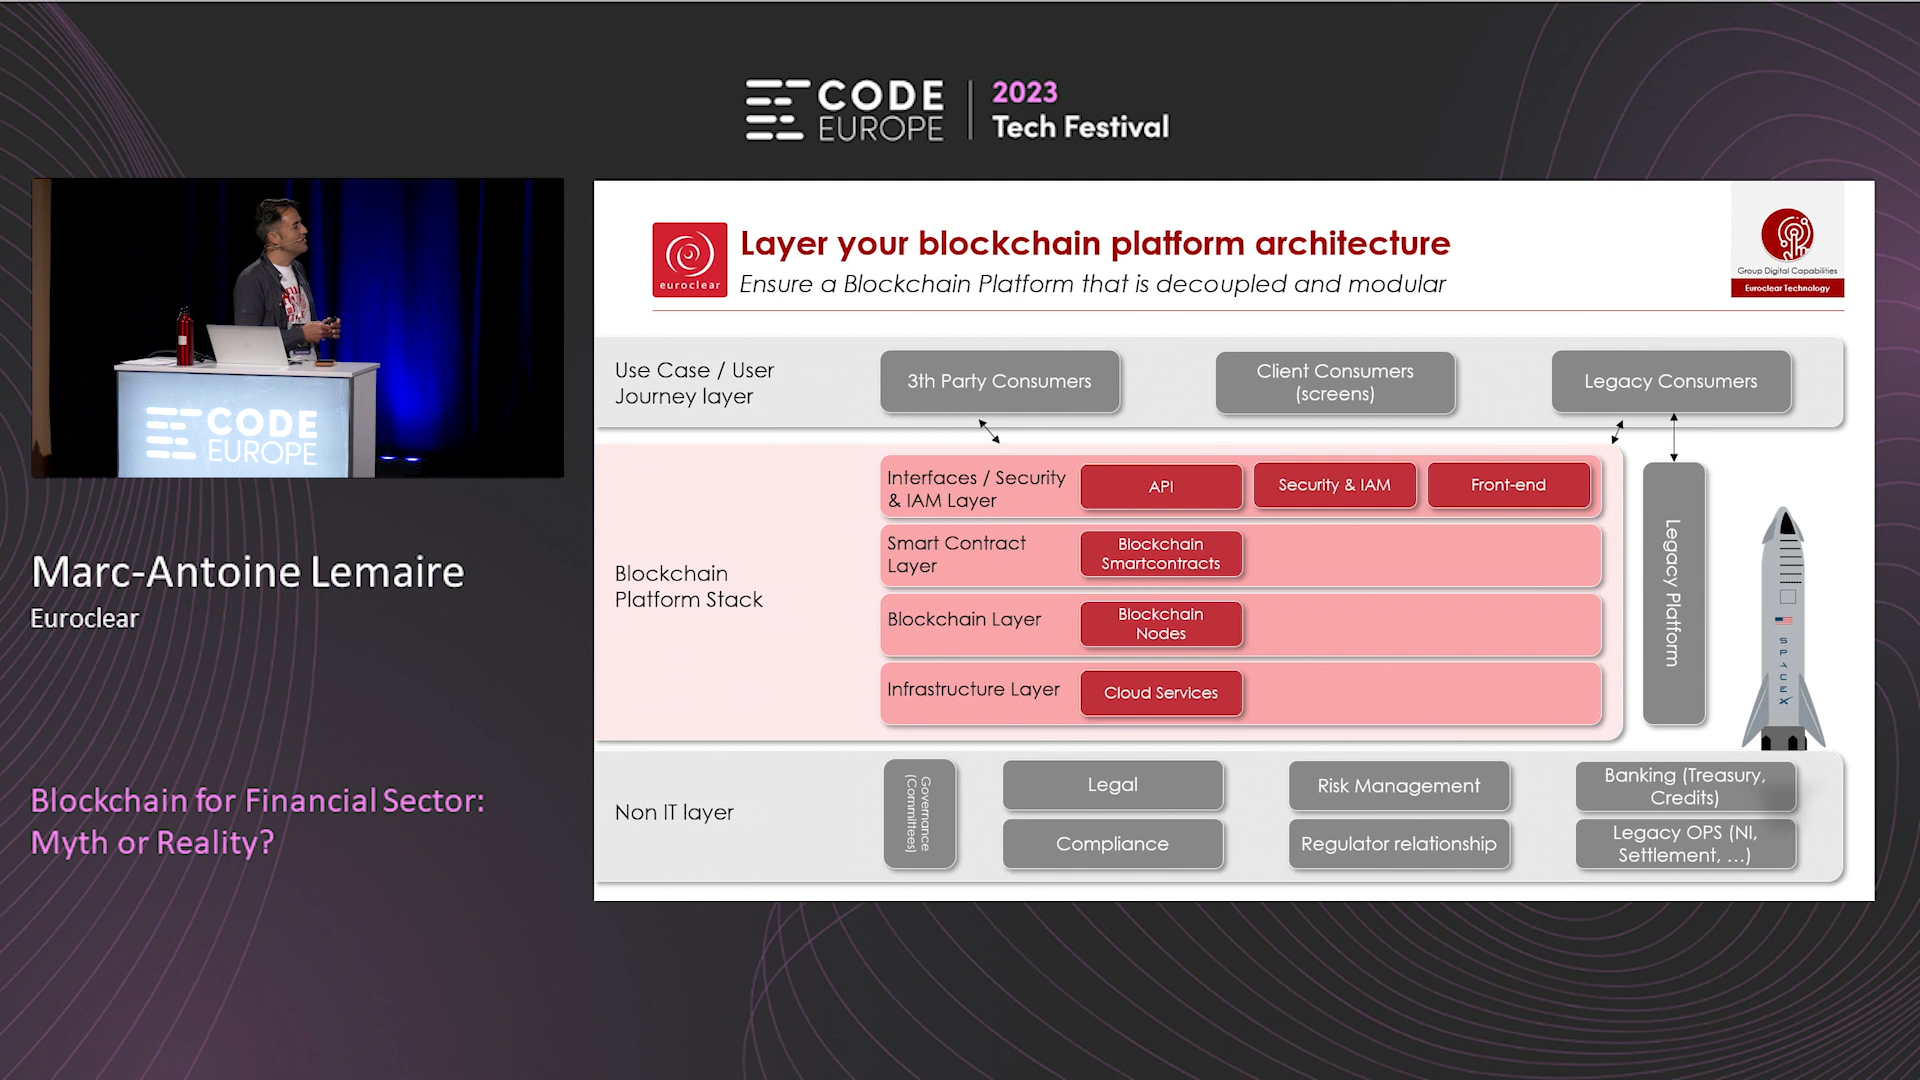 CODE
EUROPE
2023
Tech Festival
CODE
EUROPE
Marc-Antoine Lemaire
Euroclear
Blockchain for Financial Sector:
Myth or Reality?
euroclear
Layer your blockchain platform architecture
Ensure a Blockchain Platform that is decoupled and modular
Group Digital Capabilities
Euroclear Technology
Use Case / User
Journey layer
3th Party Consumers
Client Consumers
(screens)
Legacy Consumers
Blockchain
Platform Stack
Interfaces / Security
& IAM Layer
API
Security & IAM
Front-end
Smart Contract
Layer
Blockchain
Smartcontracts
Blockchain Layer
Blockchain
Nodes
Infrastructure Layer
Cloud Services
Legacy Platform
SPACEX
Non IT layer
Governance
(Committees)
Legal
Risk Management
Banking (Treasury,
Credits)
Compliance
Regulator relationship
Legacy OPS (NI,
Settlement, ...)